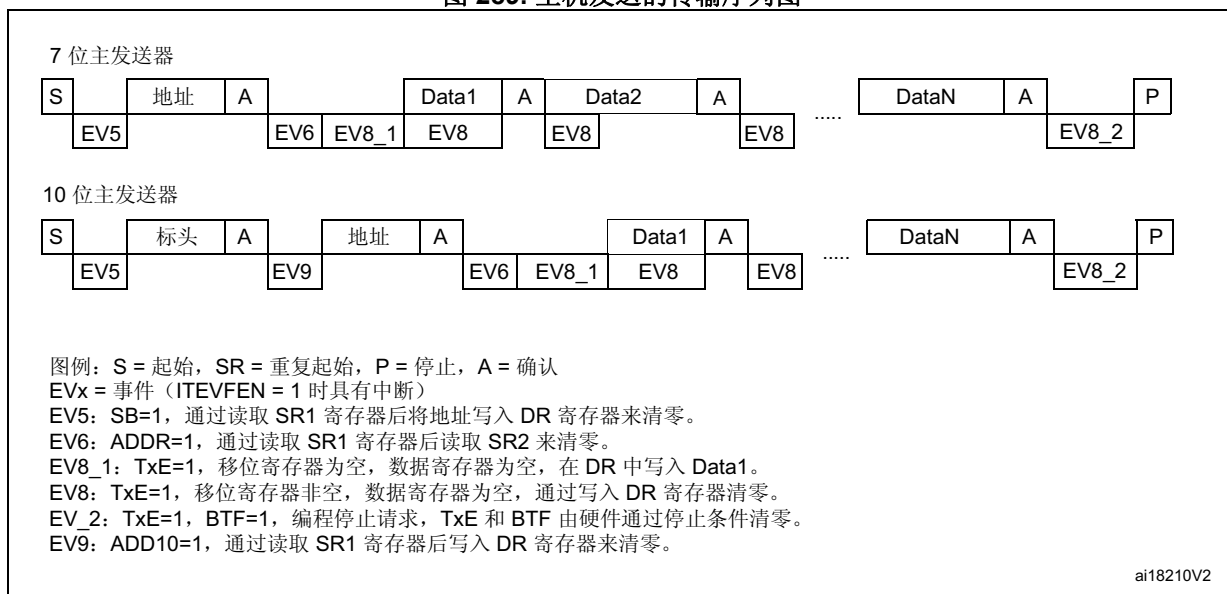 7 位主发送器
S 地址 A Data1 A Data2 A ..... DataN A P
EV5 EV6 EV8_1 EV8 EV8 EV8 EV8_2
10 位主发送器
S 标头 A 地址 A Data1 A ..... DataN A P
EV5 EV9 EV6 EV8_1 EV8 EV8 EV8_2
图例：S = 起始，SR = 重复起始，P = 停止，A = 确认
EVx = 事件（ITEVFEN = 1 时具有中断）
EV5：SB=1，通过读取 SR1 寄存器后将地址写入 DR 寄存器来清零。
EV6：ADDR=1，通过读取 SR1 寄存器后读取 SR2 来清零。
EV8_1：TxE=1，移位寄存器为空，数据寄存器为空，在 DR 中写入 Data1。
EV8：TxE=1，移位寄存器非空，数据寄存器为空，通过写入 DR 寄存器清零。
EV_2：TxE=1，BTF=1，编程停止请求，TxE 和 BTF 由硬件通过停止条件清零。
EV9：ADD10=1，通过读取 SR1 寄存器后写入 DR 寄存器来清零。
ai18210V2